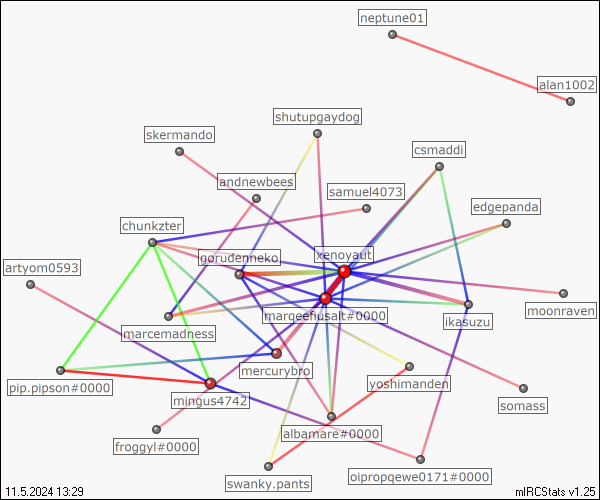 neptune01
alan1002
shutupgaydog
skermando
csmaddi
andnewbees
samuel4073
edgepanda
chunkzter
xenoyaut
gorudenneko
artyom0593
marqeehusalt#0000
moonraven
ikasuzu
marcemadness
mercurybro
pip.pipson#0000
yoshimanden
mingus4742
somass
albamare#0000
froggyl#0000
oipropqewe0171#0000
swanky.pants
11.5.2024 13:29
mIRCStats v1.25